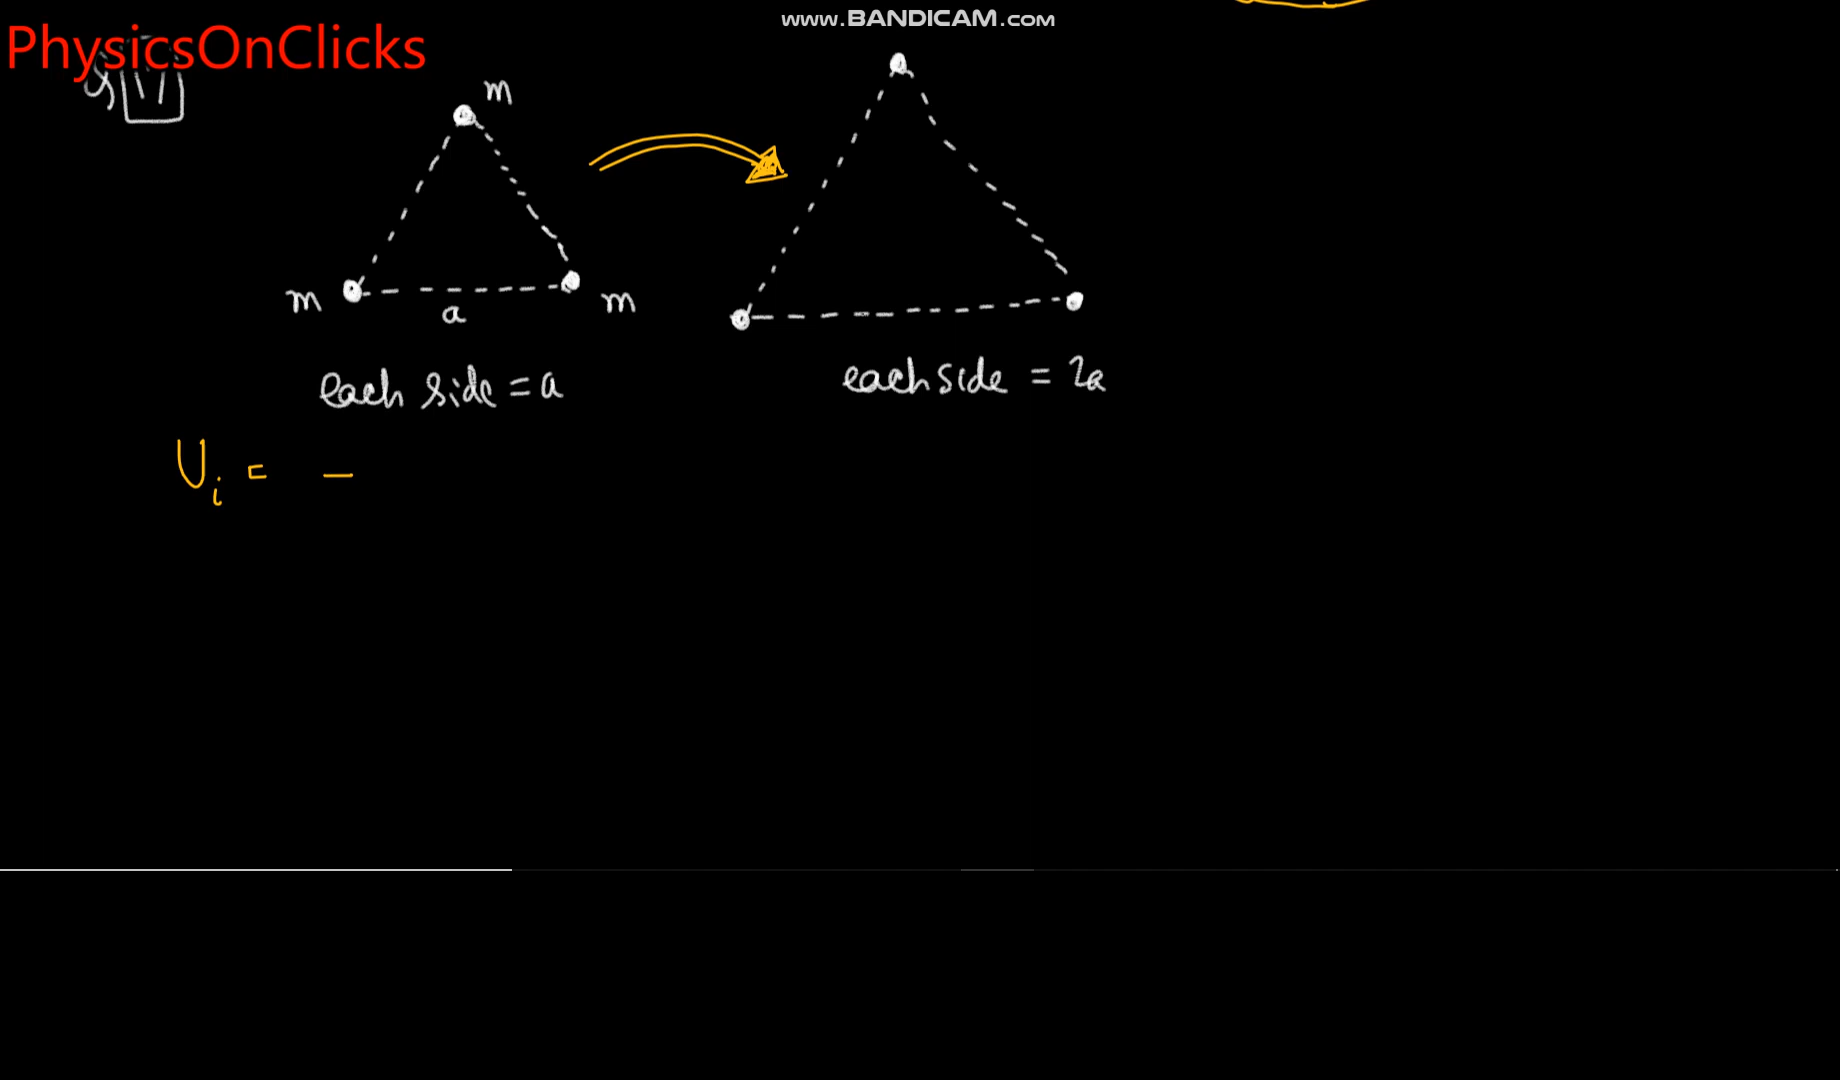 www.BANDICAM.com
PhysicsOnClicks
m
m
m
a
each side = a
each side = 2a
Ui = −